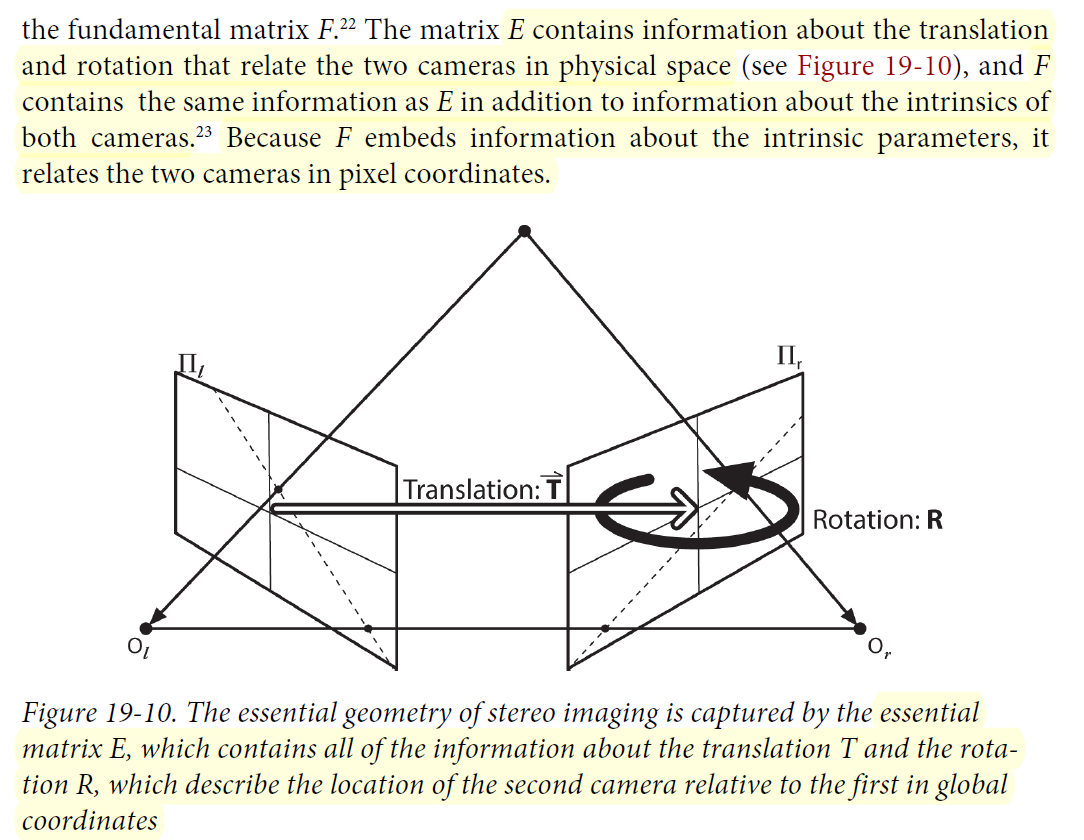 the fundamental matrix F.22 The matrix E contains information about the translation
and rotation that relate the two cameras in physical space (see Figure 19-10), and F
contains the same information as E in addition to information about the intrinsics of
both cameras.23 Because F embeds information about the intrinsic parameters, it
relates the two cameras in pixel coordinates.
Πl
Πr
Translation: T
Rotation: R
Ol
Or
Figure 19-10. The essential geometry of stereo imaging is captured by the essential
matrix E, which contains all of the information about the translation T and the rota-
tion R, which describe the location of the second camera relative to the first in global
coordinates